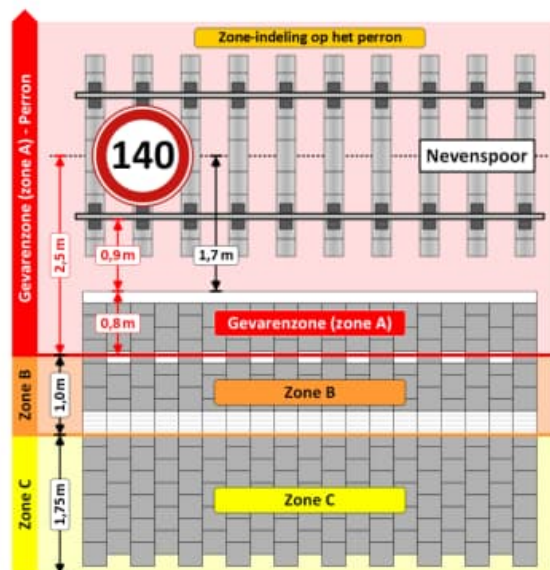 Zone-indeling op het perron
Gevarenzone (zone A) - Perron
140
Nevenspoor
2,5 m
0,9 m
1,7 m
0,8 m
Gevarenzone (zone A)
Zone B
1,0 m
Zone B
Zone C
1,75 m
Zone C